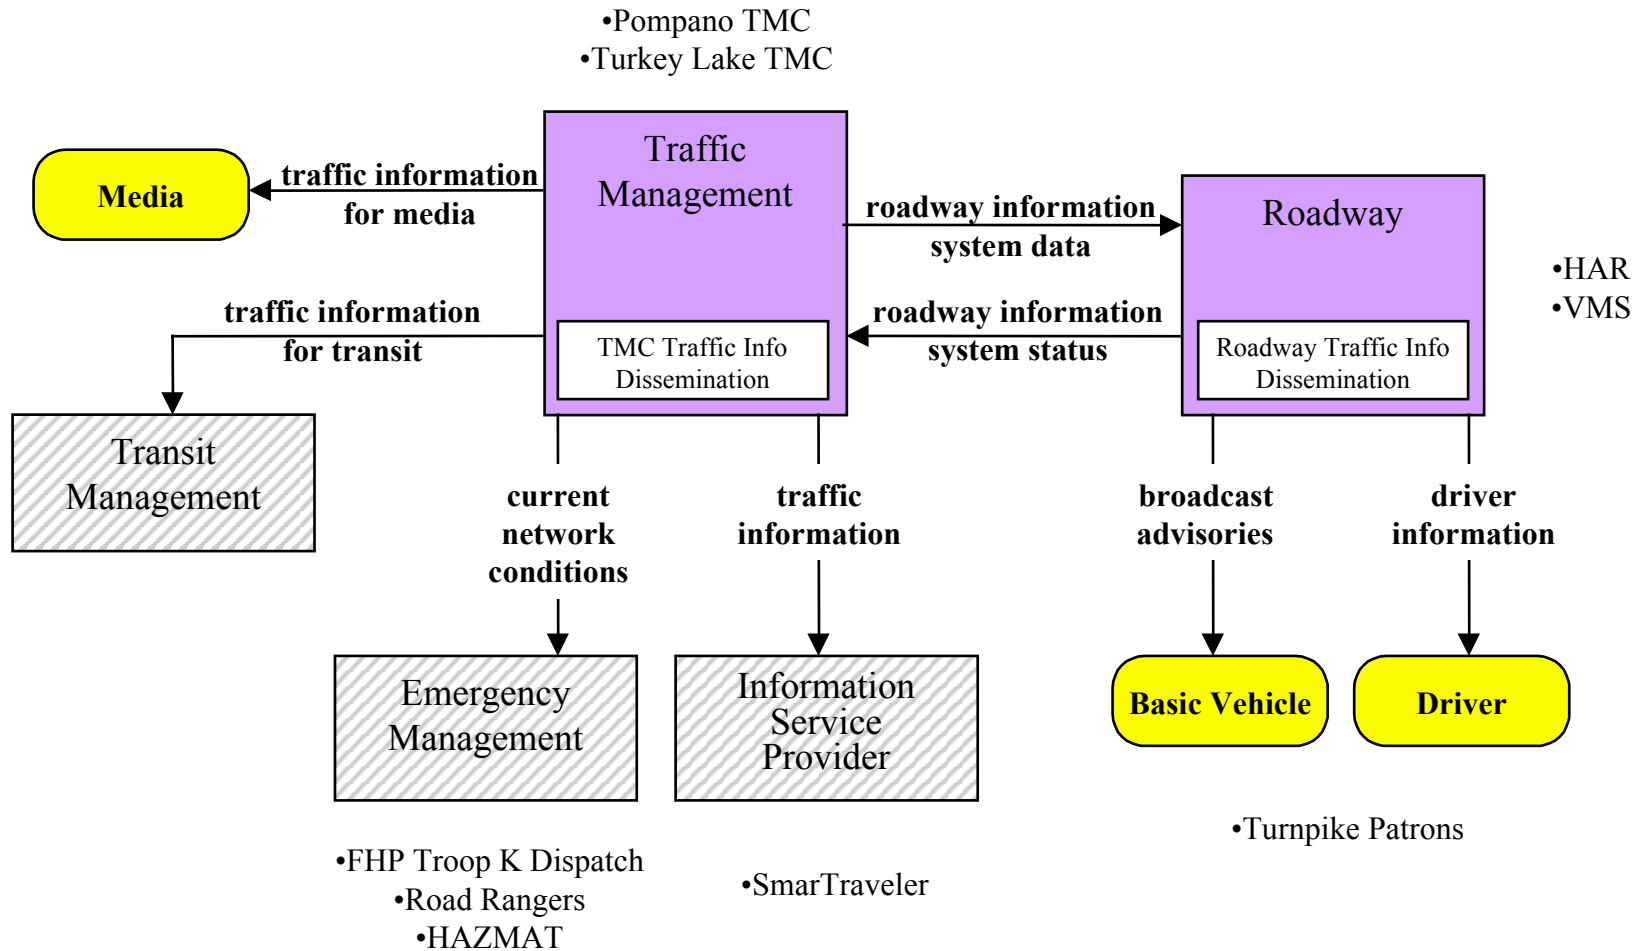 •Pompano TMC
•Turkey Lake TMC
Traffic
Management
TMC Traffic Info
Dissemination
Media
traffic information
for media
roadway information
system data
Roadway
Roadway Traffic Info
Dissemination
•HAR
•VMS
traffic information
for transit
roadway information
system status
Transit
Management
current
network
conditions
traffic
information
broadcast
advisories
driver
information
Emergency
Management
Information
Service
Provider
Basic Vehicle
Driver
•FHP Troop K Dispatch
•Road Rangers
•HAZMAT
•SmarTraveler
•Turnpike Patrons